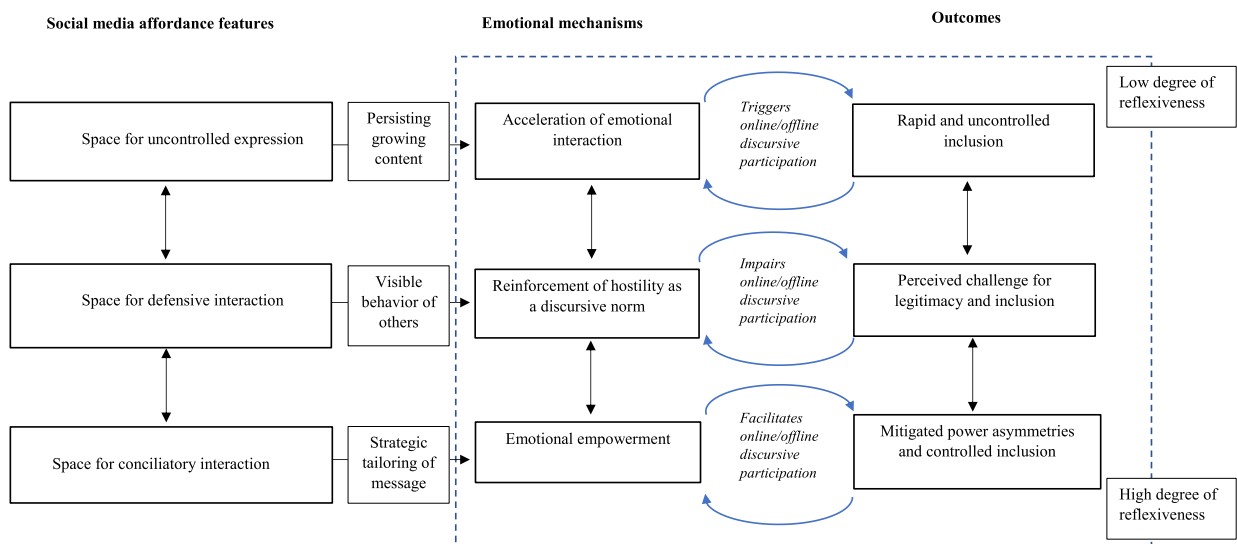 Social media affordance features
Emotional mechanisms
Outcomes
Low degree of
reflexiveness
Space for uncontrolled expression
Persisting
growing
content
Acceleration of emotional
interaction
Triggers
online/offline
discursive
participation
Rapid and uncontrolled
inclusion
Space for defensive interaction
Visible
behavior of
others
Reinforcement of hostility as
a discursive norm
Impairs
online/offline
discursive
participation
Perceived challenge for
legitimacy and inclusion
Space for conciliatory interaction
Strategic
tailoring of
message
Emotional empowerment
Facilitates
online/offline
discursive
participation
Mitigated power asymmetries
and controlled inclusion
High degree of
reflexiveness